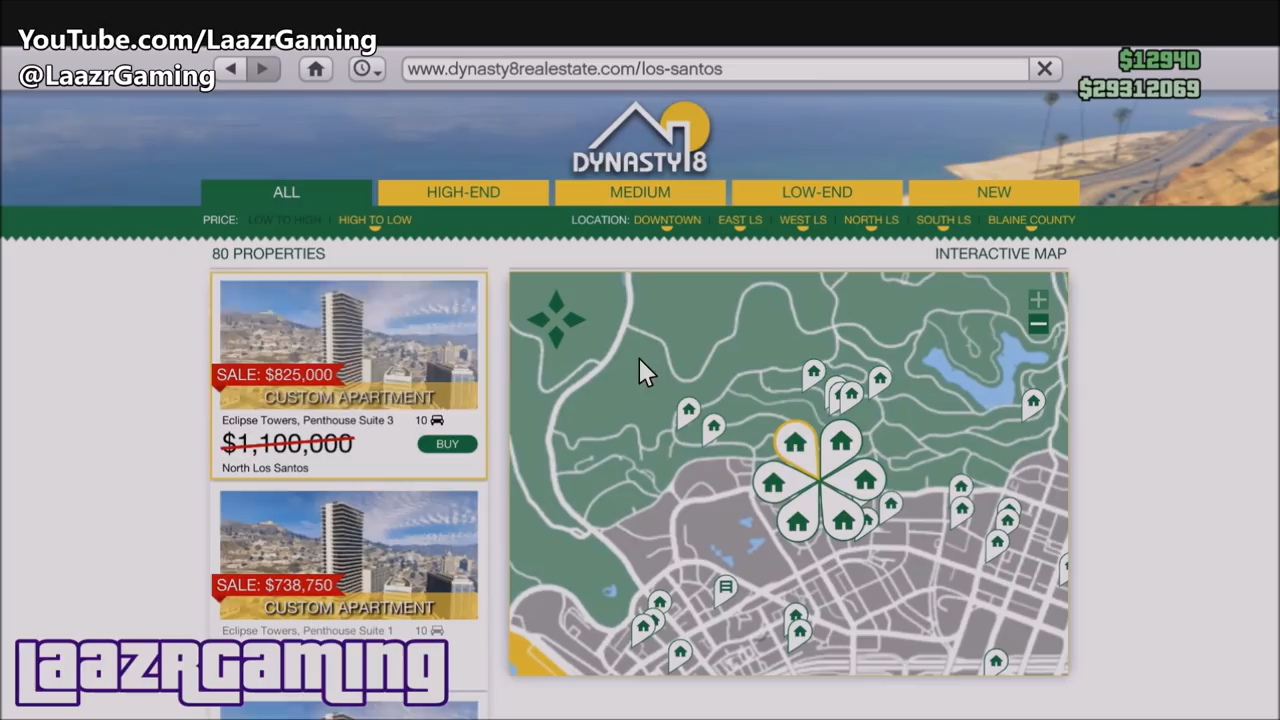 YouTube.com/LaazrGaming
@LaazrGaming
www.dynasty8realestate.com/los-santos
$12940
$29312069
DYNASTY 8
ALL HIGH-END MEDIUM LOW-END NEW
PRICE: LOW TO HIGH HIGH TO LOW LOCATION: DOWNTOWN EAST LS WEST LS NORTH LS SOUTH LS BLAINE COUNTY
80 PROPERTIES INTERACTIVE MAP
SALE: $825,000
CUSTOM APARTMENT
Eclipse Towers, Penthouse Suite 3 10
$1,100,000 BUY
North Los Santos
SALE: $738,750
CUSTOM APARTMENT
Eclipse Towers, Penthouse Suite 1 10
LaazrGaming